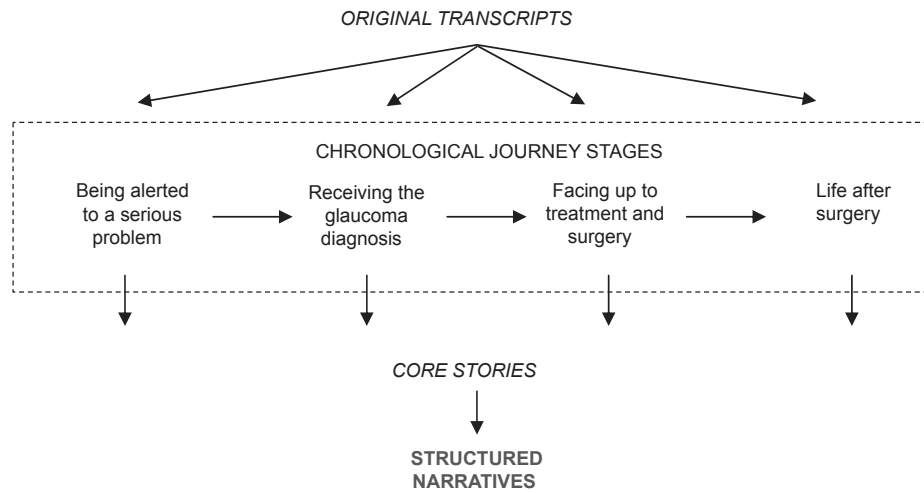 ORIGINAL TRANSCRIPTS
CHRONOLOGICAL JOURNEY STAGES
Being alerted
to a serious
problem
Receiving the
glaucoma
diagnosis
Facing up to
treatment and
surgery
Life after
surgery
CORE STORIES
STRUCTURED
NARRATIVES